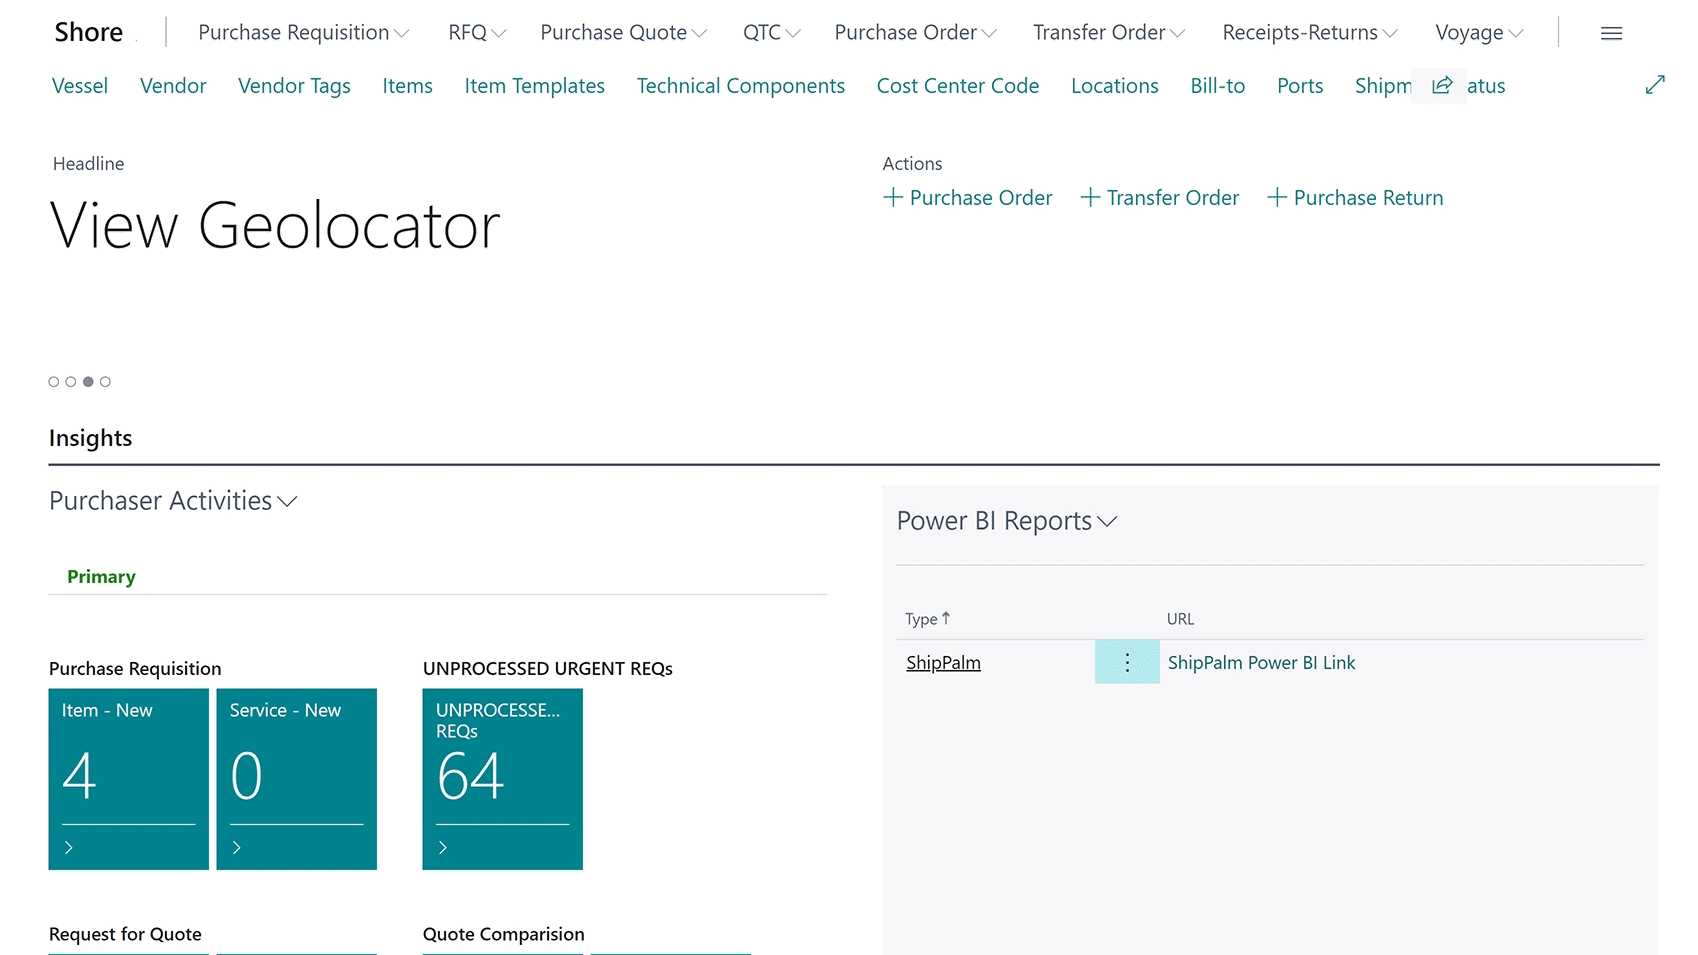 Shore
Purchase Requisition
RFQ
Purchase Quote
QTC
Purchase Order
Transfer Order
Receipts-Returns
Voyage
Vessel
Vendor
Vendor Tags
Items
Item Templates
Technical Components
Cost Center Code
Locations
Bill-to
Ports
Shipm
atus
Headline
View Geolocator
Actions
+ Purchase Order
+ Transfer Order
+ Purchase Return
Insights
Purchaser Activities
Primary
Purchase Requisition
Item - New
4
Service - New
0
UNPROCESSED URGENT REQs
UNPROCESSE...
REQs
64
Request for Quote
Quote Comparision
Power BI Reports
Type ↑
URL
ShipPalm
ShipPalm Power BI Link